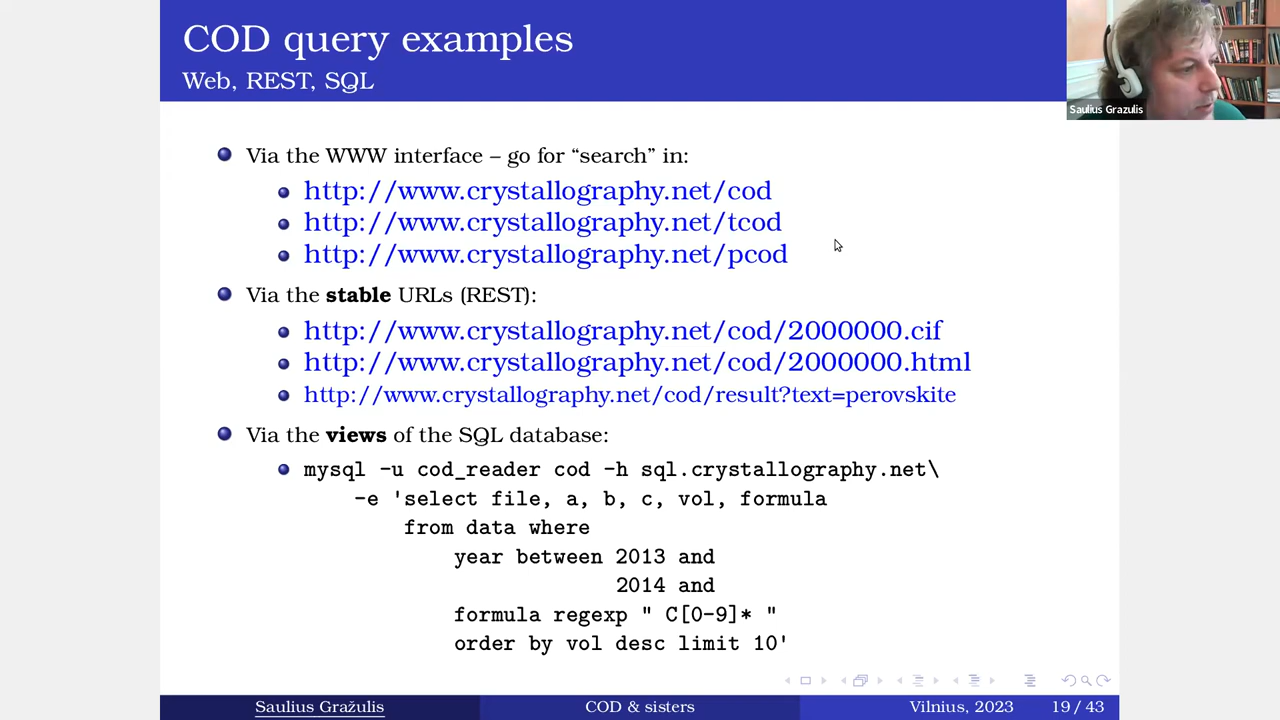 COD query examples
Web, REST, SQL
Saulius Grazulis
Via the WWW interface – go for “search” in:
http://www.crystallography.net/cod
http://www.crystallography.net/tcod
http://www.crystallography.net/pcod
Via the stable URLs (REST):
http://www.crystallography.net/cod/2000000.cif
http://www.crystallography.net/cod/2000000.html
http://www.crystallography.net/cod/result?text=perovskite
Via the views of the SQL database:
mysql -u cod_reader cod -h sql.crystallography.net\
-e 'select file, a, b, c, vol, formula
from data where
year between 2013 and
2014 and
formula regexp " C[0-9]* "
order by vol desc limit 10'
Saulius Gražulis COD & sisters Vilnius, 2023 19 / 43